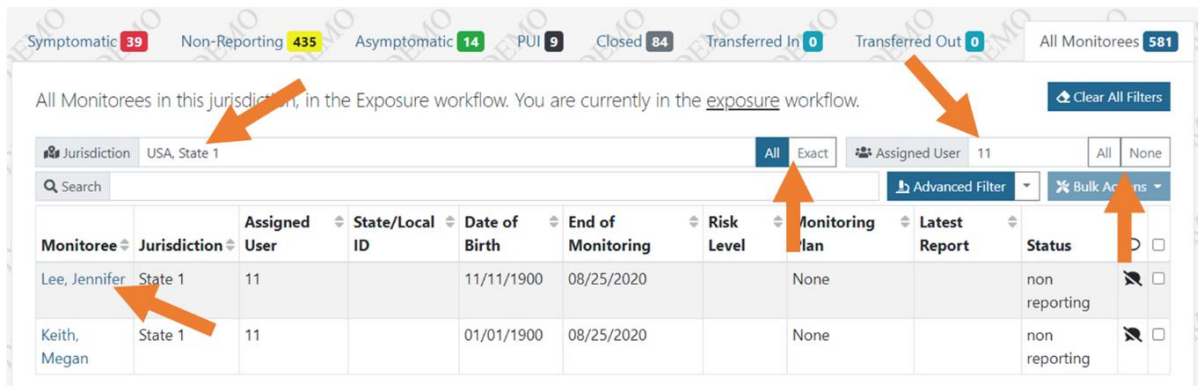 Symptomatic 39 Non-Reporting 435 Asymptomatic 14 PUI 9 Closed 84 Transferred In 0 Transferred Out 0 All Monitorees 581
All Monitorees in this jurisdiction, in the Exposure workflow. You are currently in the exposure workflow.
Clear All Filters
Jurisdiction USA, State 1 All Exact Assigned User 11 All None
Search Advanced Filter Bulk Actions
Monitoree Jurisdiction Assigned User State/Local ID Date of Birth End of Monitoring Risk Level Monitoring Plan Latest Report Status
Lee, Jennifer State 1 11 11/11/1900 08/25/2020 None non reporting
Keith, Megan State 1 11 01/01/1900 08/25/2020 None non reporting